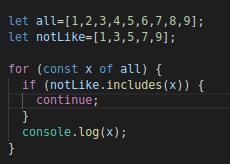 let all=[1,2,3,4,5,6,7,8,9];
let notLike=[1,3,5,7,9];

for (const x of all) {
  if (notLike.includes(x)) {
    continue;
  }
  console.log(x);
}